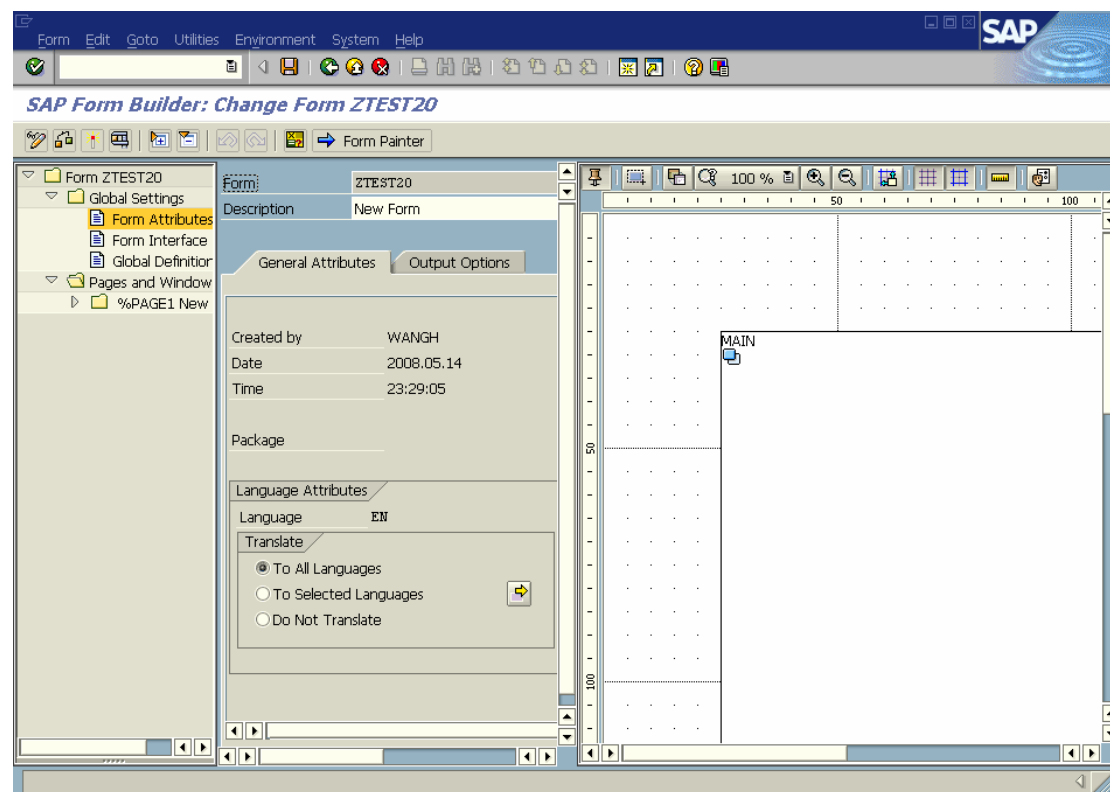 Form Edit Goto Utilities Environment System Help
SAP
SAP Form Builder: Change Form ZTEST20
Form Painter
Form ZTEST20
Global Settings
Form Attributes
Form Interface
Global Definitior
Pages and Window
%PAGE1 New
Form ZTEST20
Description New Form
General Attributes Output Options
Created by WANGH
Date 2008.05.14
Time 23:29:05
Package
Language Attributes
Language EN
Translate
To All Languages
To Selected Languages
Do Not Translate
100 %
50 100
MAIN
50
100